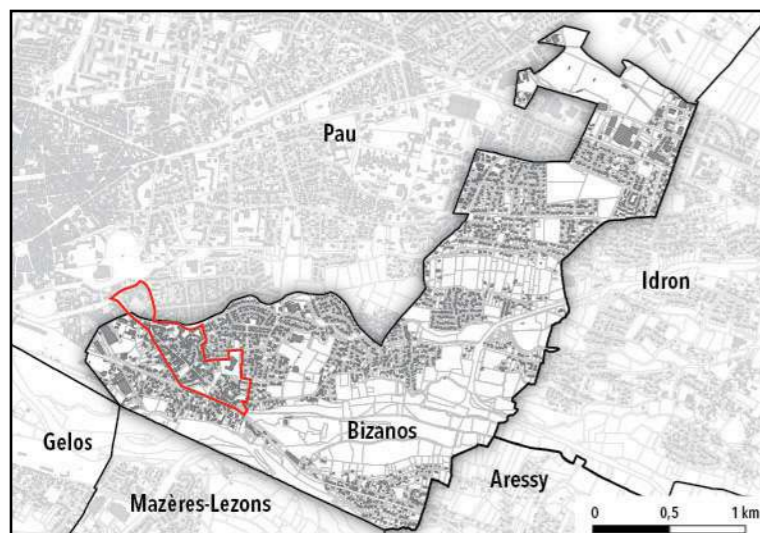 Pau
Idron
Bizanos
Gelos
Aressy
Mazères-Lezons
0 0,5 1 km